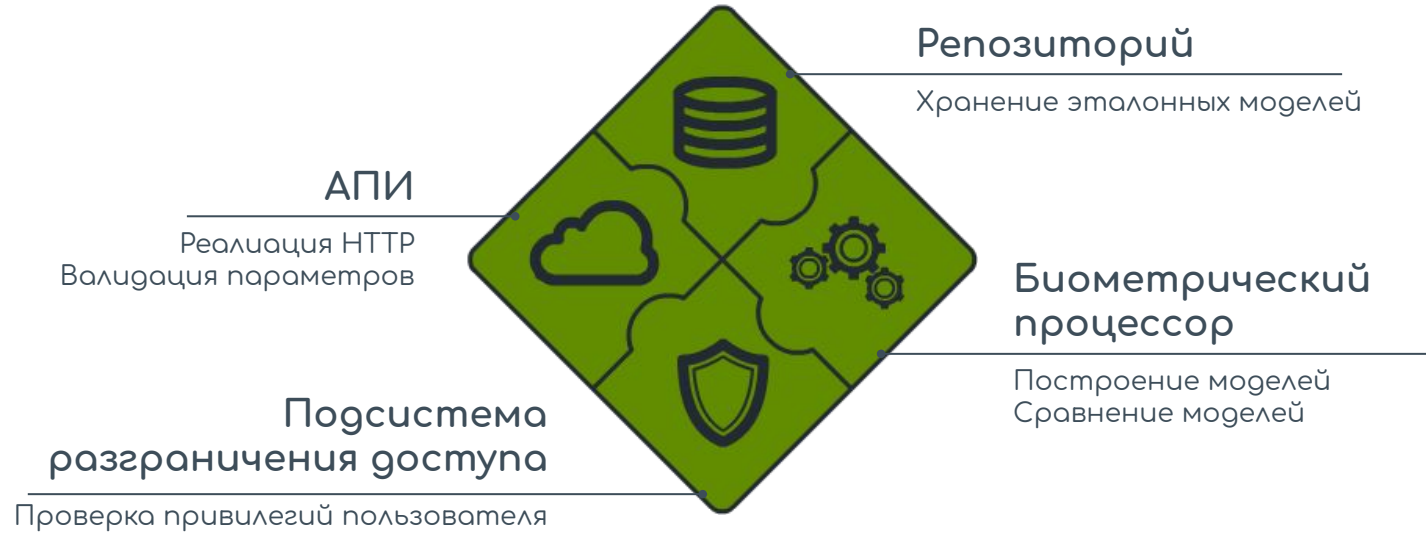 Репозиторий
Хранение эталонных моделей
АПИ
Реалиация HTTP
Валидация параметров
Биометрический
процессор
Построение моделей
Сравнение моделей
Подсистема
разграничения доступа
Проверка привилегий пользователя